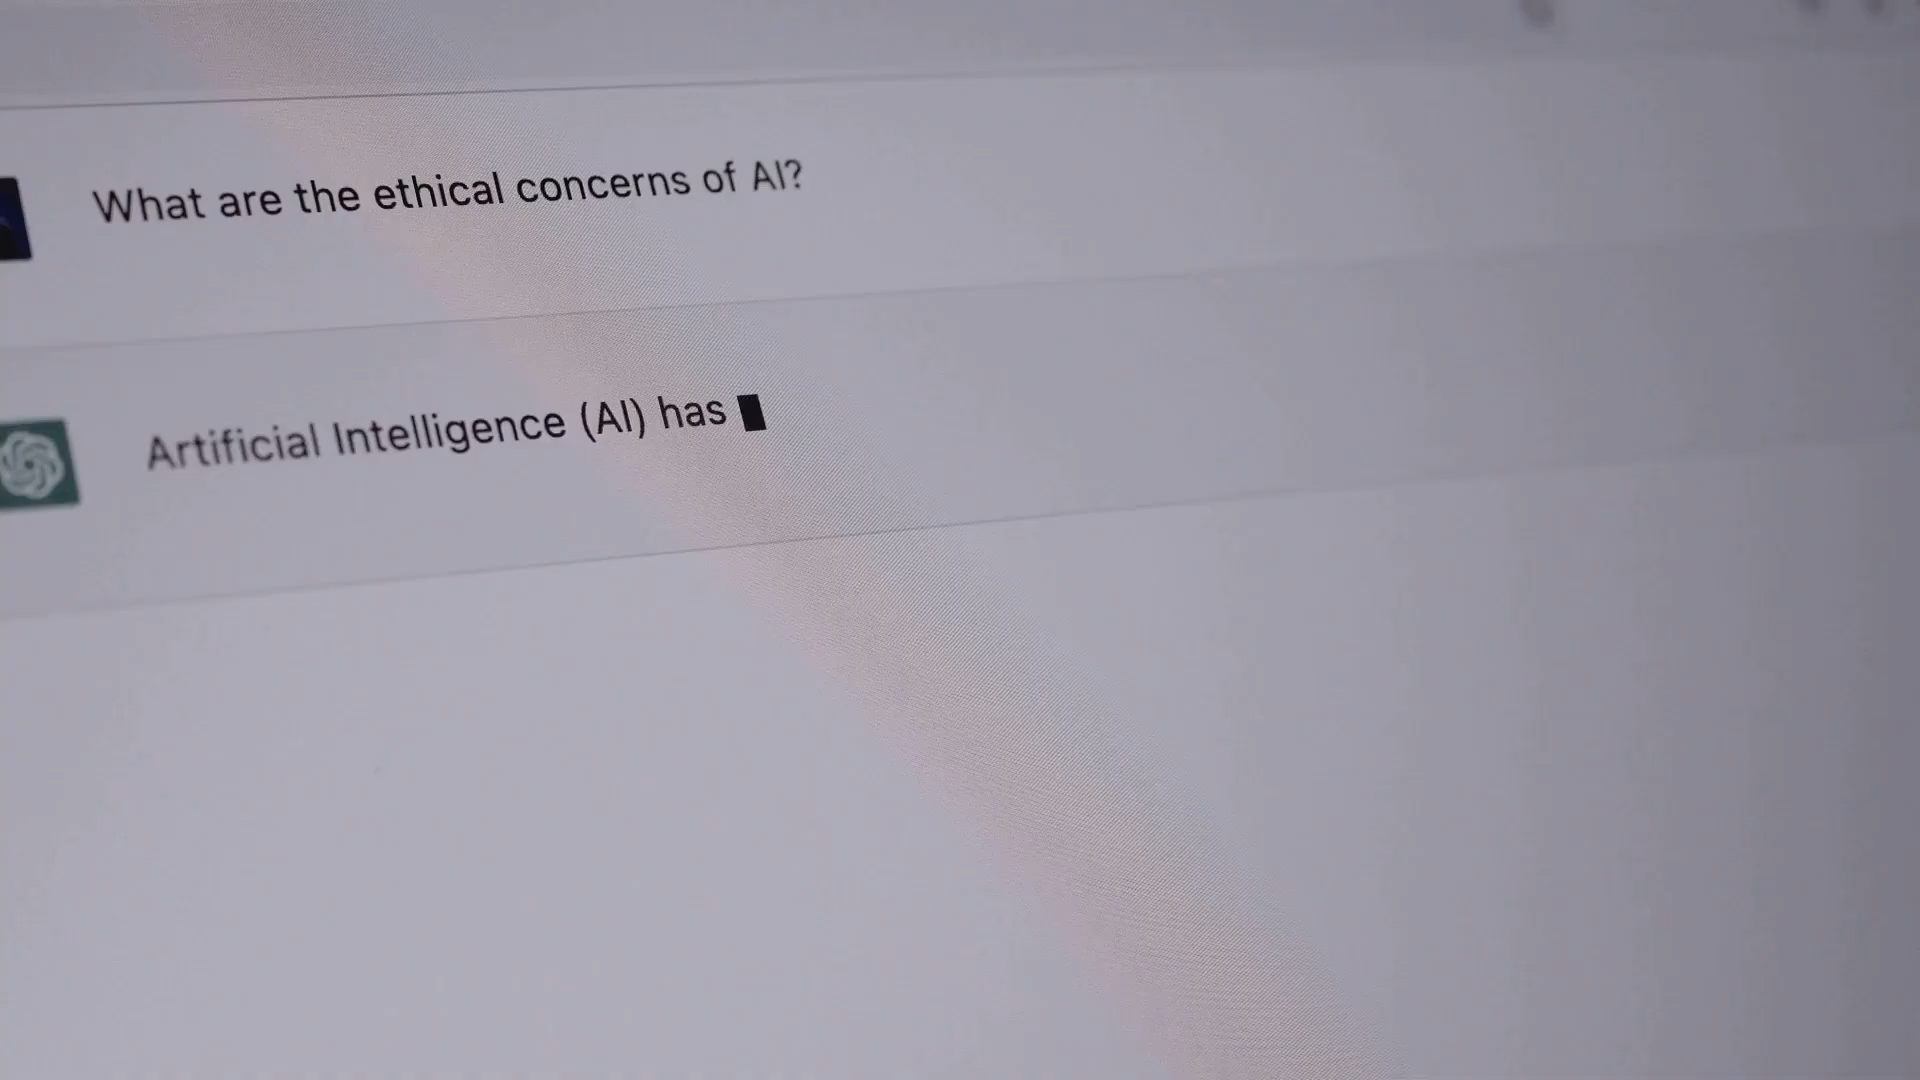 What are the ethical concerns of AI?
Artificial Intelligence (AI) has